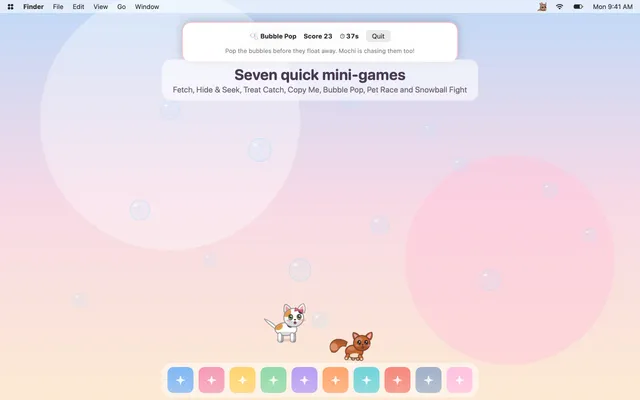 Finder File Edit View Go Window Mon 9:41 AM
Bubble Pop Score 23 37s Quit
Pop the bubbles before they float away. Mochi is chasing them too!
Seven quick mini-games
Fetch, Hide & Seek, Treat Catch, Copy Me, Bubble Pop, Pet Race and Snowball Fight